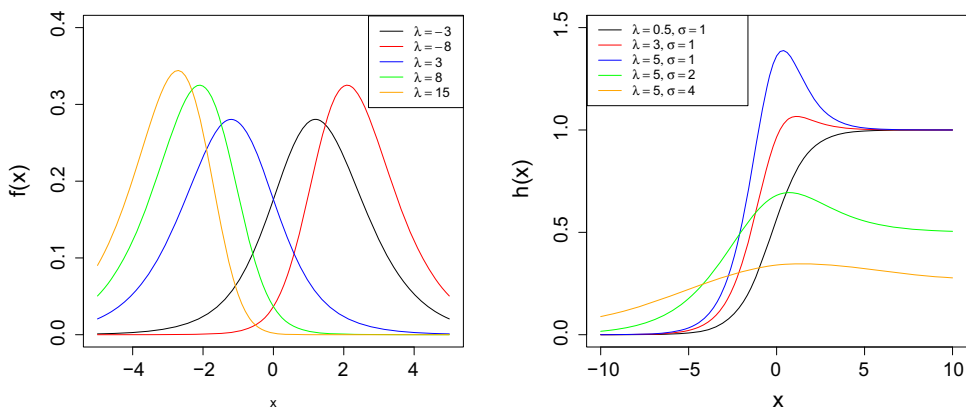 0.4
0.3
0.2
0.1
0.0
f(x)
−4 −2 0 2 4
x
λ = −3
λ = −8
λ = 3
λ = 8
λ = 15
1.5
1.0
0.5
0.0
h(x)
−10 −5 0 5 10
x
λ = 0.5, σ = 1
λ = 3, σ = 1
λ = 5, σ = 1
λ = 5, σ = 2
λ = 5, σ = 4